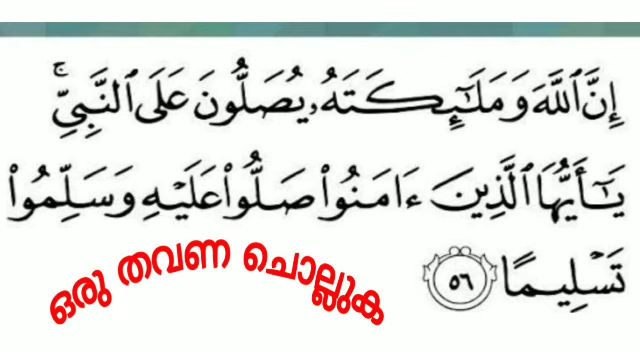 إِنَّ ٱللَّهَ وَمَلَـٰٓئِكَتَهُۥ يُصَلُّونَ عَلَى ٱلنَّبِىِّ ۚ
يَـٰٓأَيُّهَا ٱلَّذِينَ ءَامَنُوا۟ صَلُّوا۟ عَلَيْهِ وَسَلِّمُوا۟
تَسْلِيمًا ٥٦
ഒരു തവണ ചൊല്ലുക